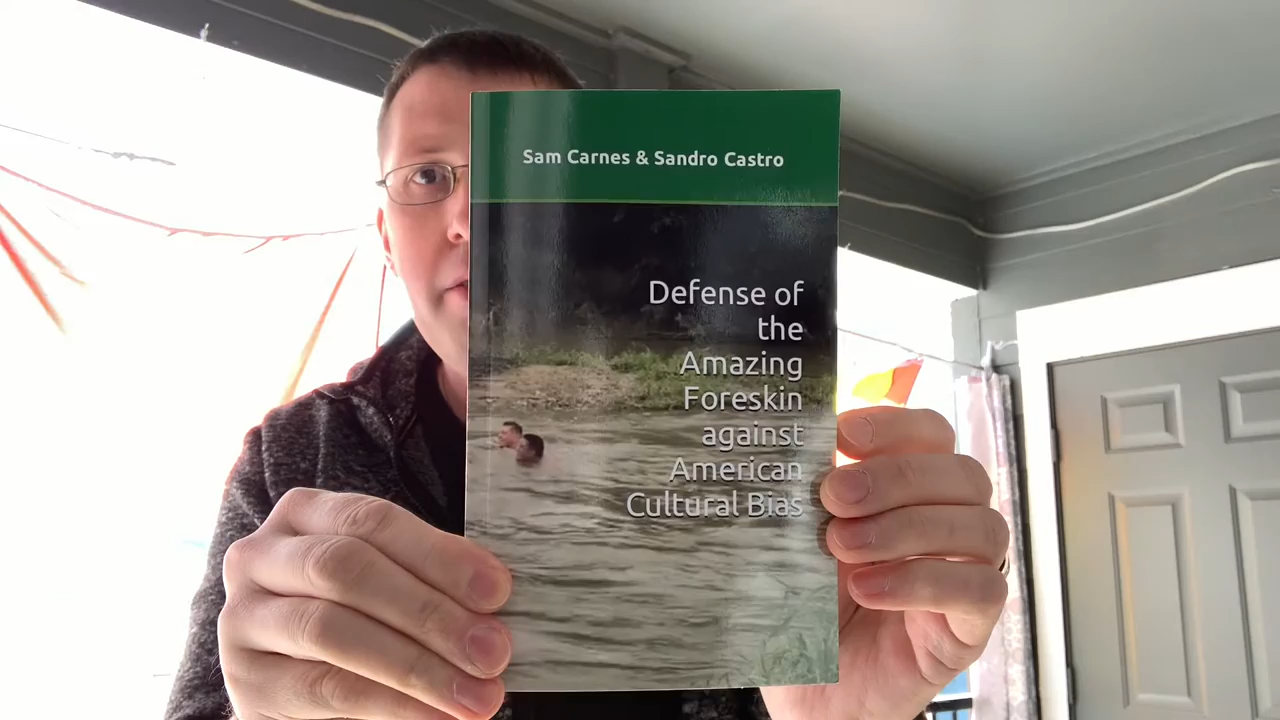 Sam Carnes & Sandro Castro
Defense of
the
Amazing
Foreskin
against
American
Cultural Bias